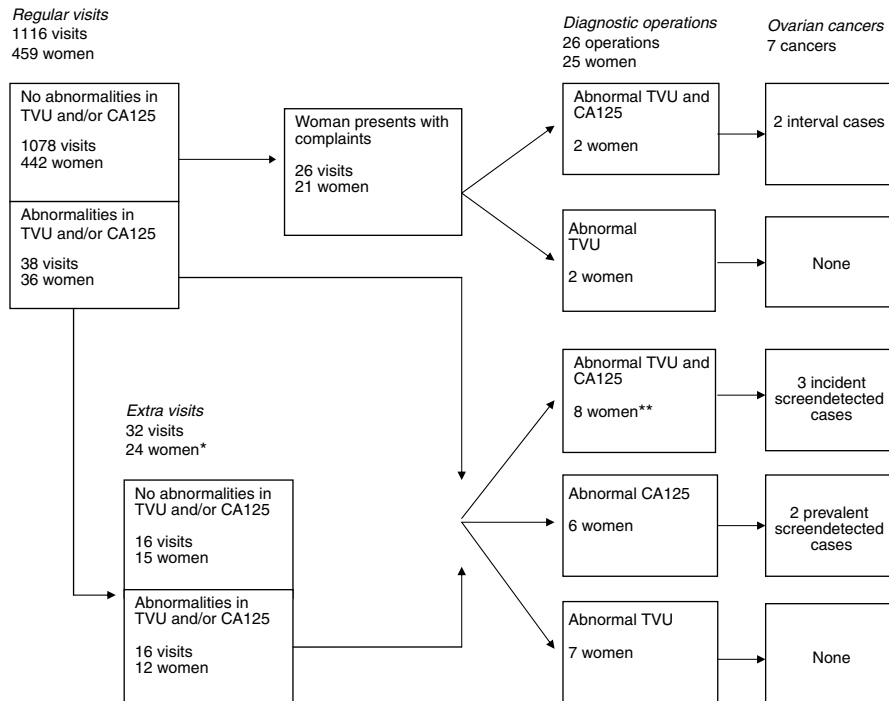 Regular visits
1116 visits
459 women
No abnormalities in
TVU and/or CA125
1078 visits
442 women
Abnormalities in
TVU and/or CA125
38 visits
36 women
Woman presents with
complaints
26 visits
21 women
Extra visits
32 visits
24 women*
No abnormalities in
TVU and/or CA125
16 visits
15 women
Abnormalities in
TVU and/or CA125
16 visits
12 women
Diagnostic operations
26 operations
25 women
Abnormal TVU and
CA125
2 women
Abnormal
TVU
2 women
Abnormal TVU and
CA125
8 women**
Abnormal CA125
6 women
Abnormal TVU
7 women
Ovarian cancers
7 cancers
2 interval cases
None
3 incident
screendetected
cases
2 prevalent
screendetected
cases
None